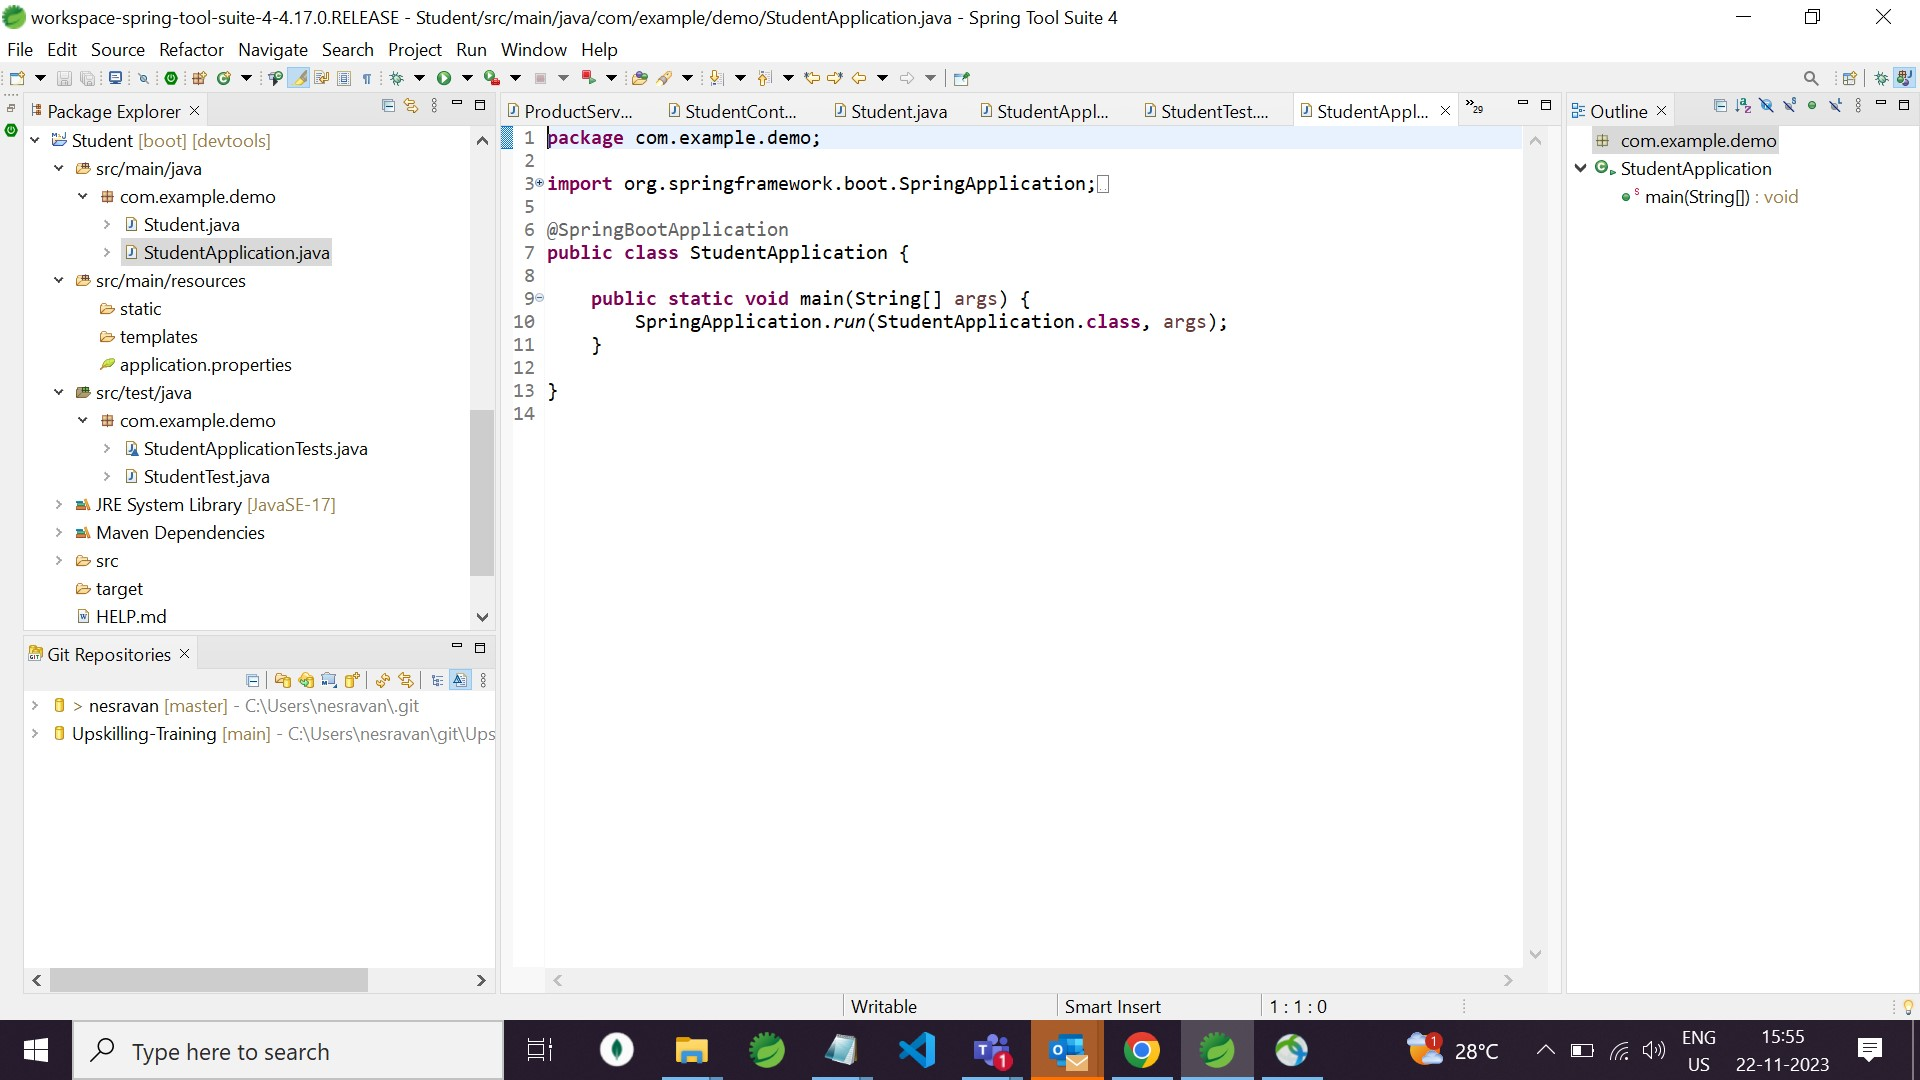 workspace-spring-tool-suite-4-4.17.0.RELEASE - Student/src/main/java/com/example/demo/StudentApplication.java - Spring Tool Suite 4
File Edit Source Refactor Navigate Search Project Run Window Help
Package Explorer
Student [boot] [devtools]
src/main/java
com.example.demo
Student.java
StudentApplication.java
src/main/resources
static
templates
application.properties
src/test/java
com.example.demo
StudentApplicationTests.java
StudentTest.java
JRE System Library [JavaSE-17]
Maven Dependencies
src
target
HELP.md
Git Repositories
> nesravan [master] - C:\Users\nesravan\.git
Upskilling-Training [main] - C:\Users\nesravan\git\Ups
ProductServ... StudentCont... Student.java StudentAppl... StudentTest.... StudentAppl... »29
1 package com.example.demo;
2
3 import org.springframework.boot.SpringApplication;
5
6 @SpringBootApplication
7 public class StudentApplication {
8
9 public static void main(String[] args) {
10 SpringApplication.run(StudentApplication.class, args);
11 }
12
13 }
14
Outline
com.example.demo
StudentApplication
main(String[]) : void
Writable Smart Insert 1 : 1 : 0
Type here to search
1
1 28°C
ENG
US
15:55
22-11-2023